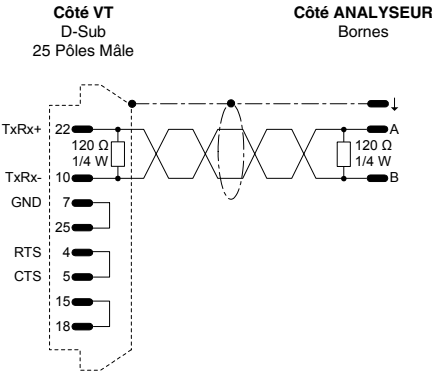 Côté VT
D-Sub
25 Pôles Mâle
Côté ANALYSEUR
Bornes
TxRx+ 22
A
120 Ω
1/4 W
120 Ω
1/4 W
TxRx- 10
B
GND 7
25
RTS 4
CTS 5
15
18